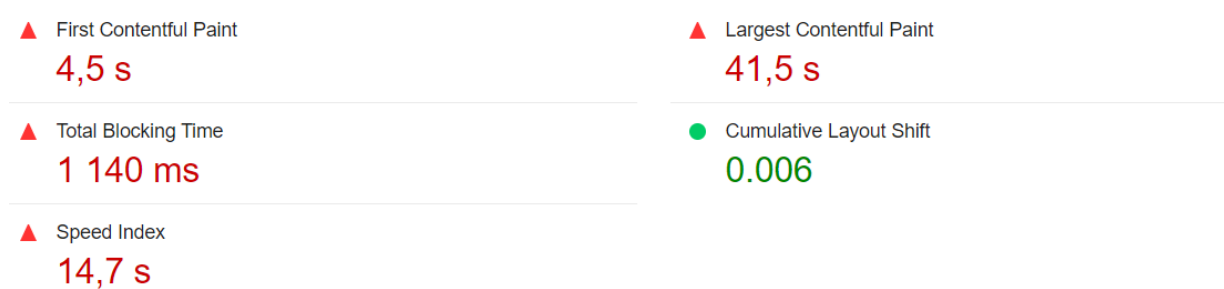 First Contentful Paint
4,5 s
Largest Contentful Paint
41,5 s
Total Blocking Time
1 140 ms
Cumulative Layout Shift
0.006
Speed Index
14,7 s